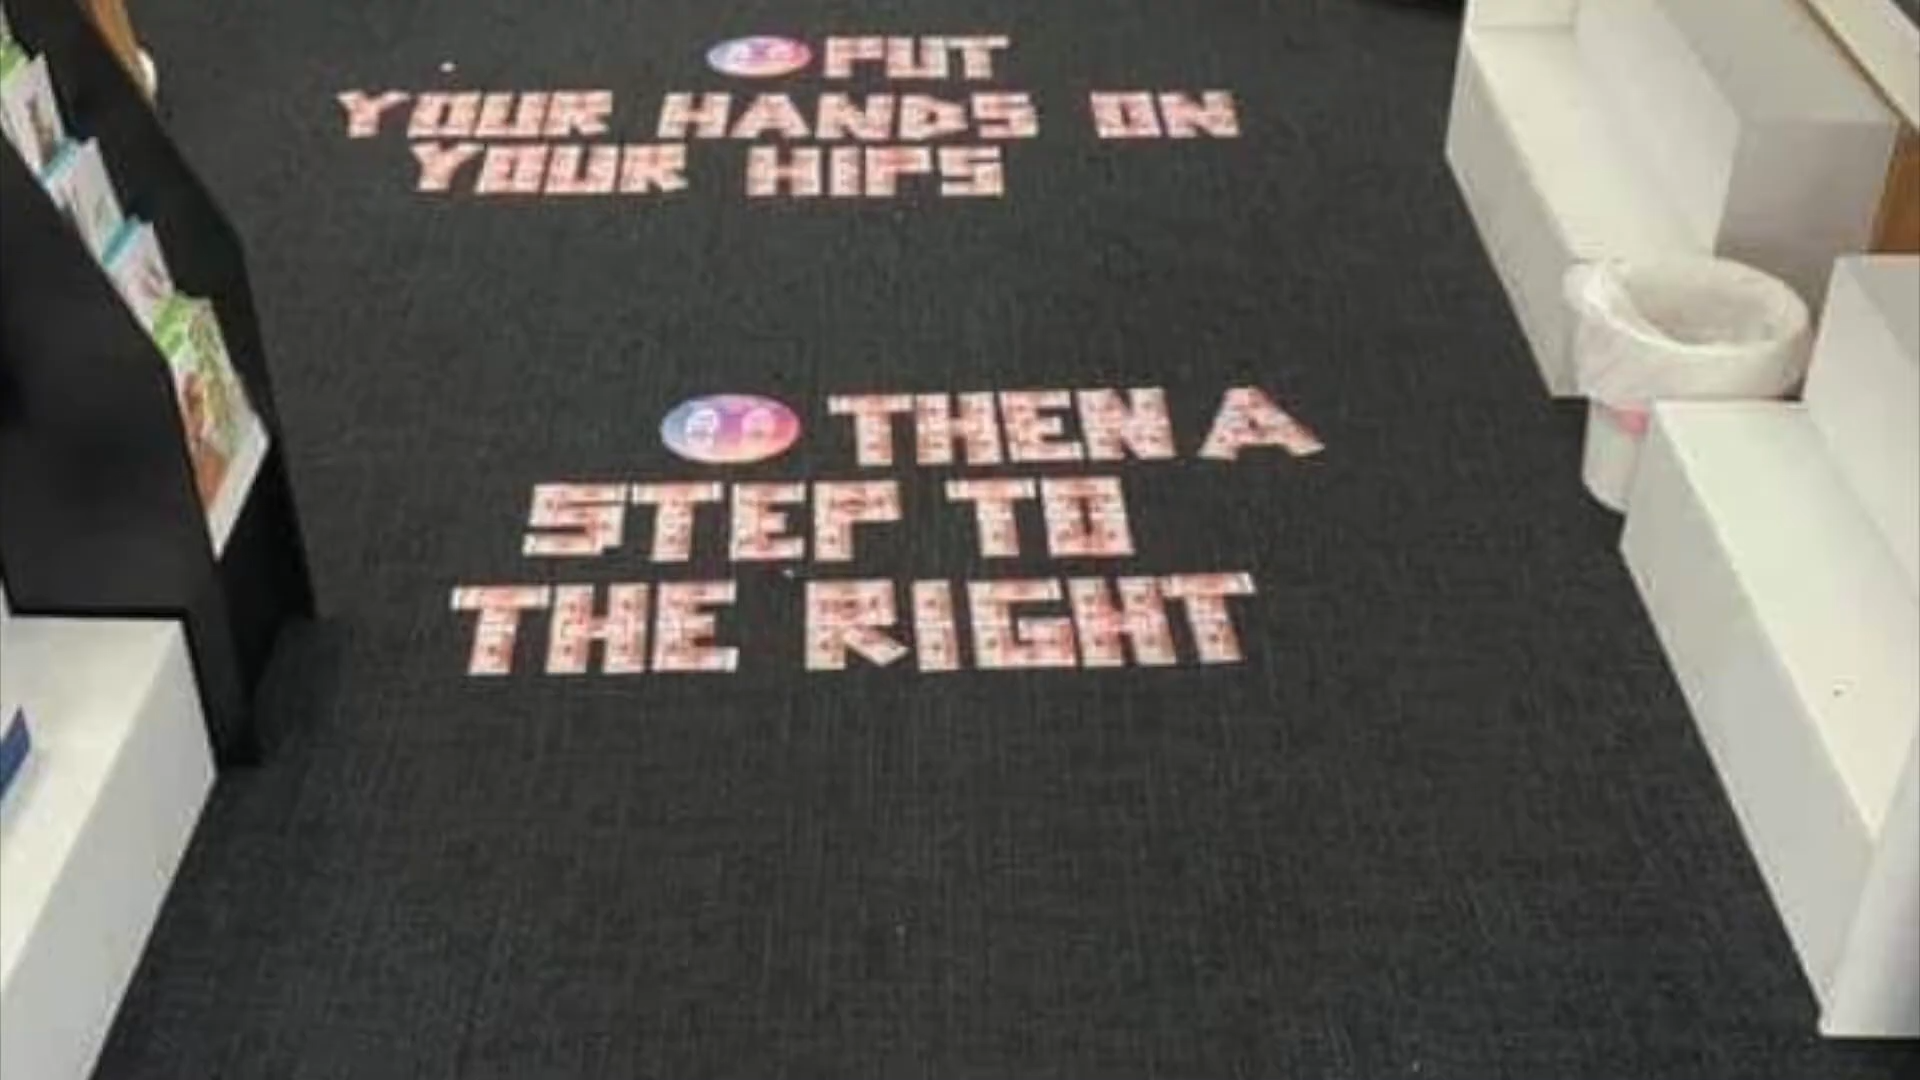 PUT
YOUR HANDS ON
YOUR HIPS
THEN A
STEP TO
THE RIGHT